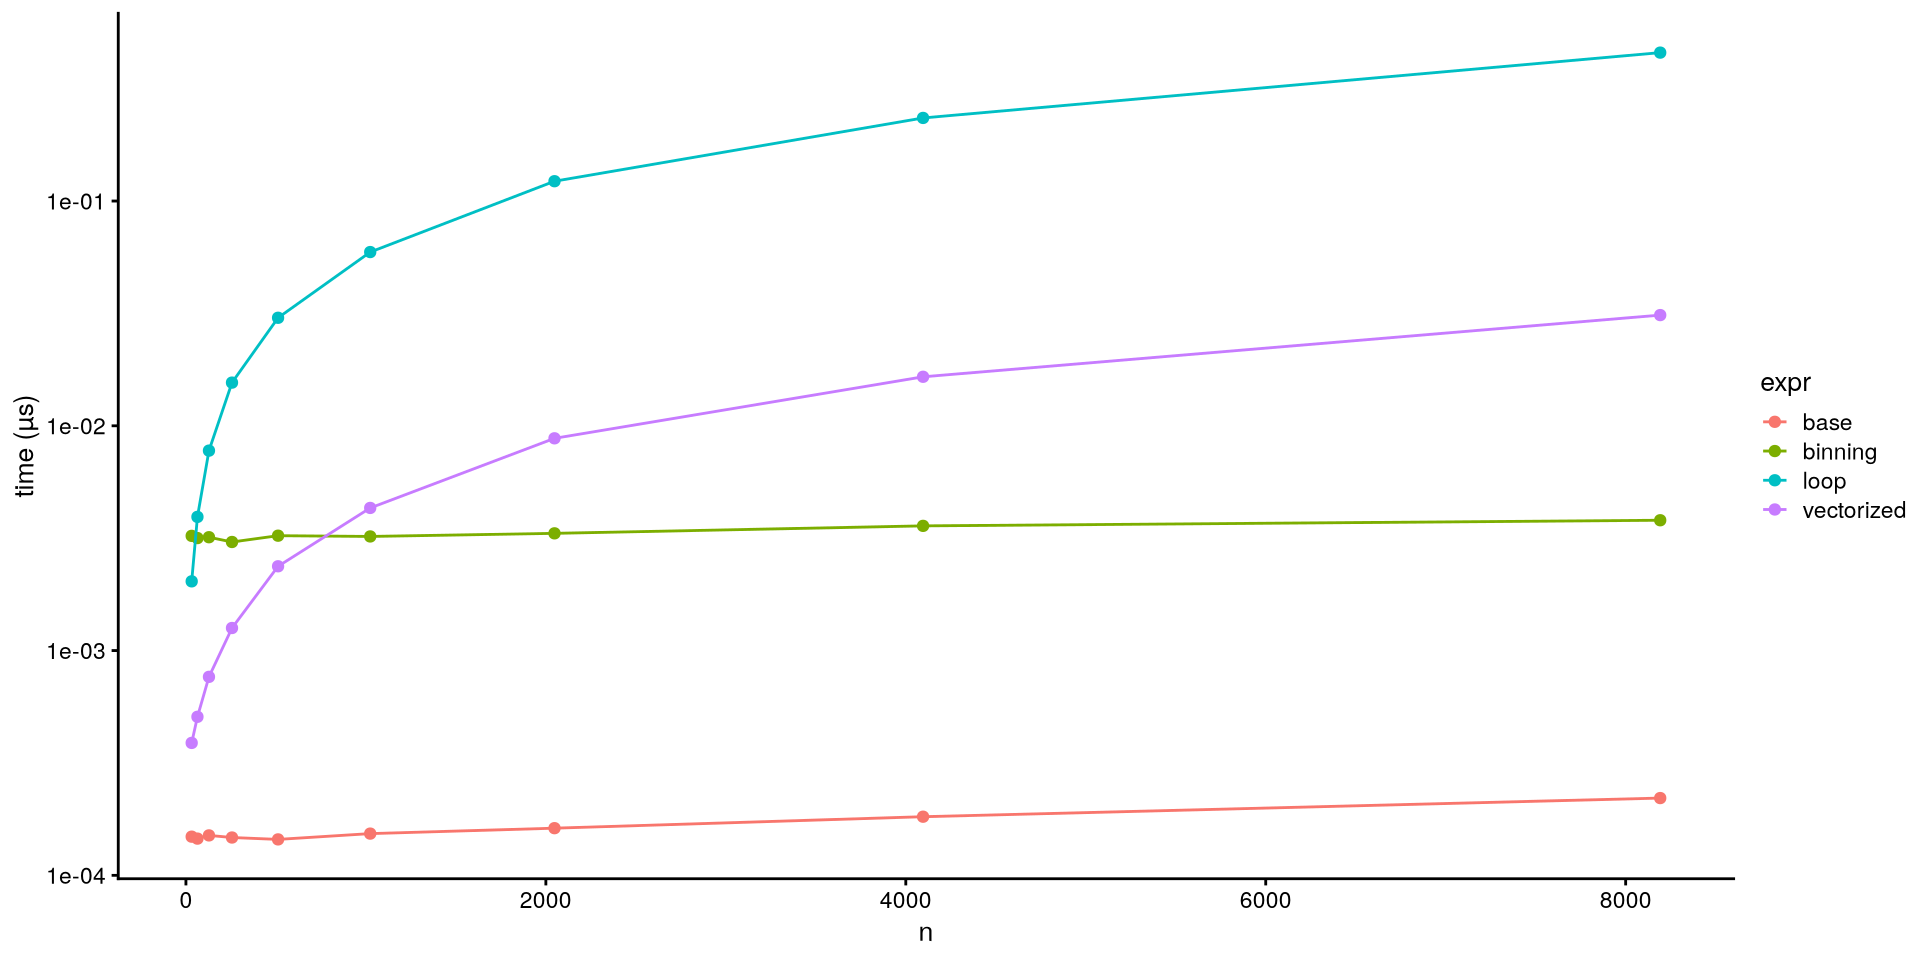 1e-01
1e-02
1e-03
1e-04
time (µs)
0 2000 4000 6000 8000
n
expr
base
binning
loop
vectorized